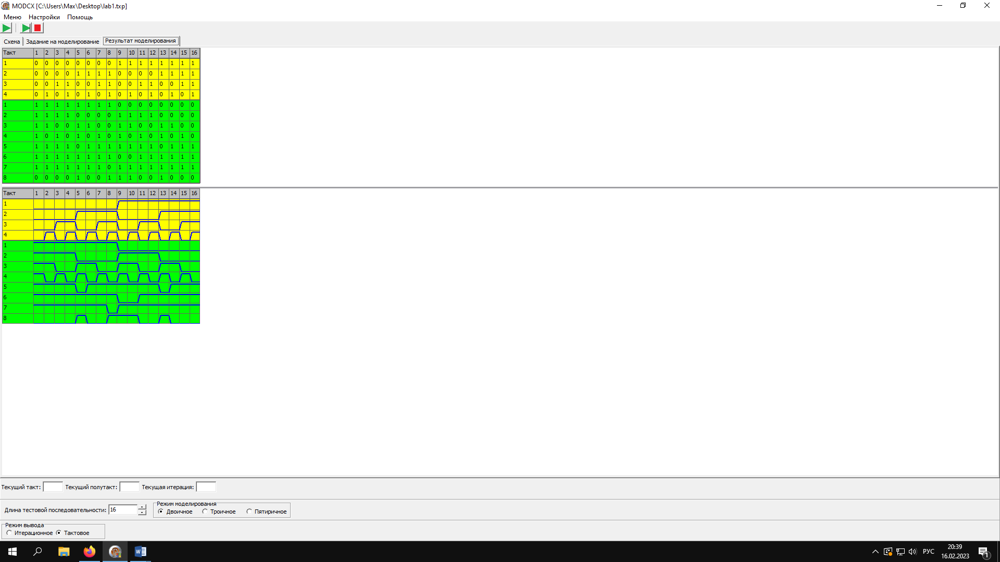 MODCX [C:\Users\Max\Desktop\lab1.txp]
Меню Настройки Помощь
Схема Задание на моделирование Результат моделирования
Такт 1 2 3 4 5 6 7 8 9 10 11 12 13 14 15 16
1 0 0 0 0 0 0 0 0 1 1 1 1 1 1 1 1
2 0 0 0 0 1 1 1 1 0 0 0 0 1 1 1 1
3 0 0 1 1 0 0 1 1 0 0 1 1 0 0 1 1
4 0 1 0 1 0 1 0 1 0 1 0 1 0 1 0 1
1 1 1 1 1 1 1 1 1 0 0 0 0 0 0 0 0
2 1 1 1 1 0 0 0 0 1 1 1 1 0 0 0 0
3 1 1 0 0 1 1 0 0 1 1 0 0 1 1 0 0
4 1 0 1 0 1 0 1 0 1 0 1 0 1 0 1 0
5 1 1 1 1 0 1 1 1 1 1 1 1 0 1 1 1
6 1 1 1 1 1 1 1 1 0 0 1 1 1 1 1 1
7 1 1 1 1 1 1 1 0 1 1 1 1 1 1 1 1
8 0 0 0 0 1 0 0 1 1 1 0 0 1 0 0 0
Такт 1 2 3 4 5 6 7 8 9 10 11 12 13 14 15 16
1
2
3
4
1
2
3
4
5
6
7
8
Текущий такт: Текущий полутакт: Текущая итерация:
Длина тестовой последовательности: 16 Режим моделирования
Двоичное Троичное Пятиричное
Режим вывода
Итерационное Тактовое
РУС 20:39
16.02.2023 1